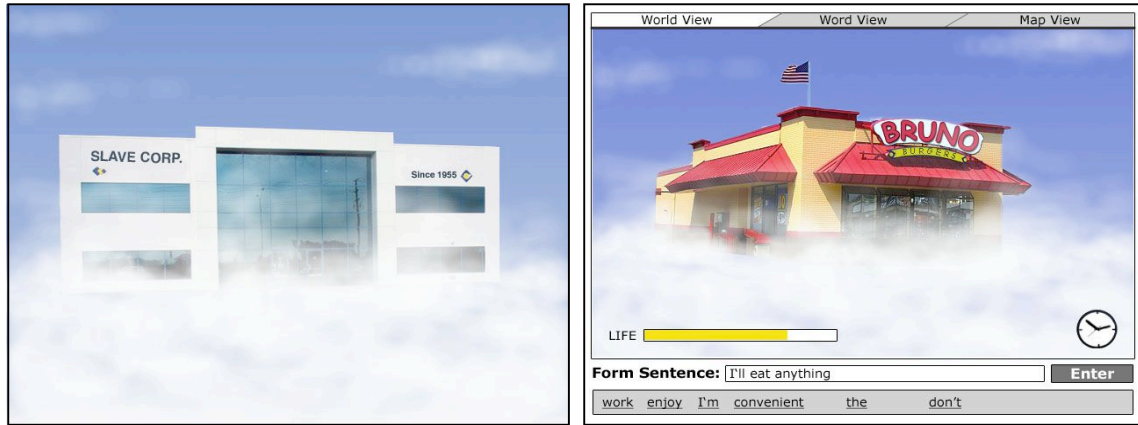 SLAVE CORP.
Since 1955
World View
Word View
Map View
BRUNO
BURGERS
LIFE
Form Sentence: I'll eat anything
Enter
work enjoy I'm convenient the don't